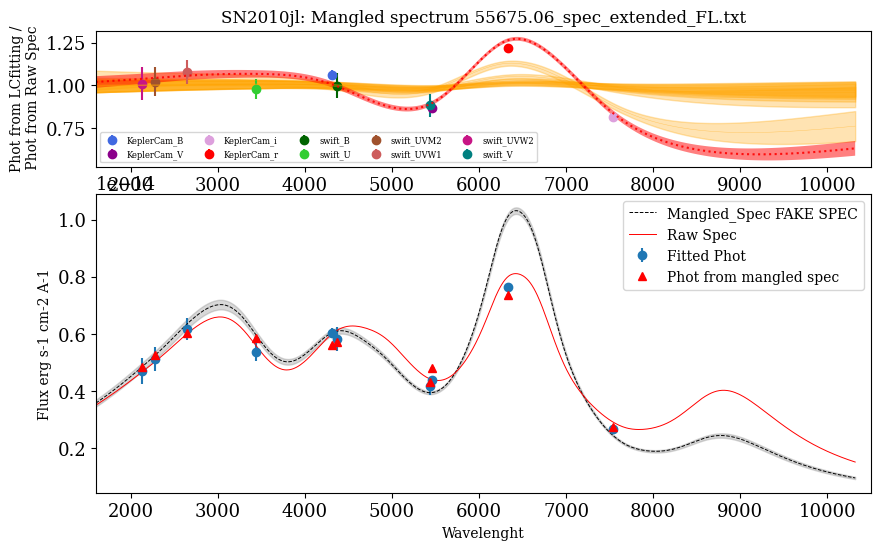 SN2010jl: Mangled spectrum 55675.06_spec_extended_FL.txt
Phot from LCfitting /
Phot from Raw Spec
1.25
1.00
0.75
KeplerCam_B KeplerCam_i swift_B swift_UVM2 swift_UVW2
KeplerCam_V KeplerCam_r swift_U swift_UVW1 swift_V
2000 3000 4000 5000 6000 7000 8000 9000 10000
1e−14
Mangled_Spec FAKE SPEC
Raw Spec
Fitted Phot
Phot from mangled spec
Flux erg s-1 cm-2 A-1
1.0
0.8
0.6
0.4
0.2
2000 3000 4000 5000 6000 7000 8000 9000 10000
Wavelenght